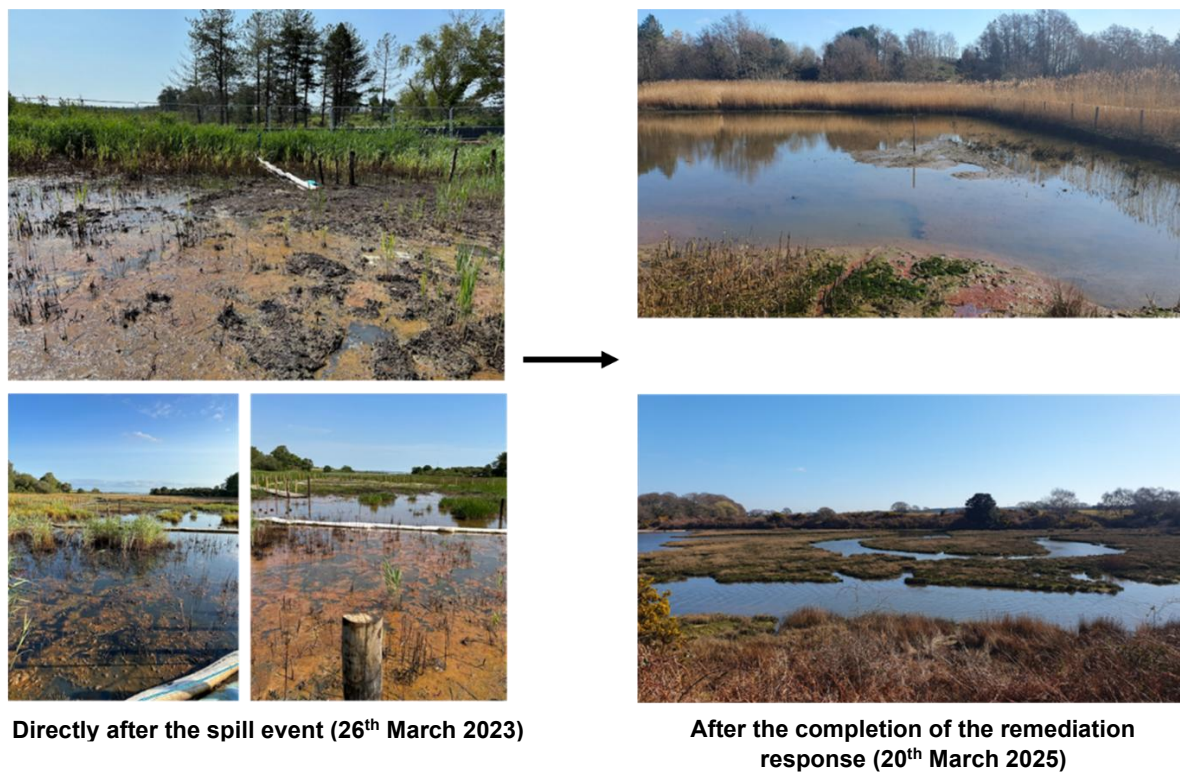 Directly after the spill event (26th March 2023)
After the completion of the remediation
response (20th March 2025)